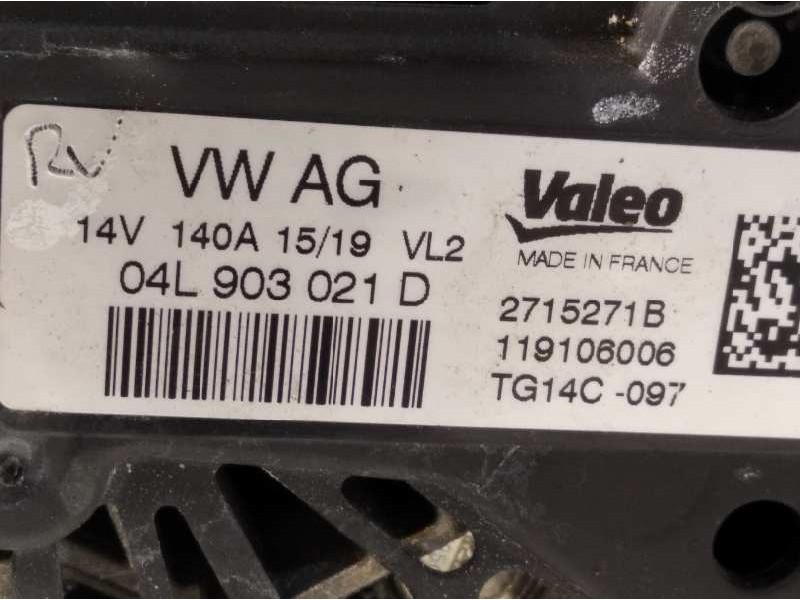 RV
VW AG
14V 140A 15/19 VL2
04L 903 021 D
Valeo
MADE IN FRANCE
2715271B
119106006
TG14C -097